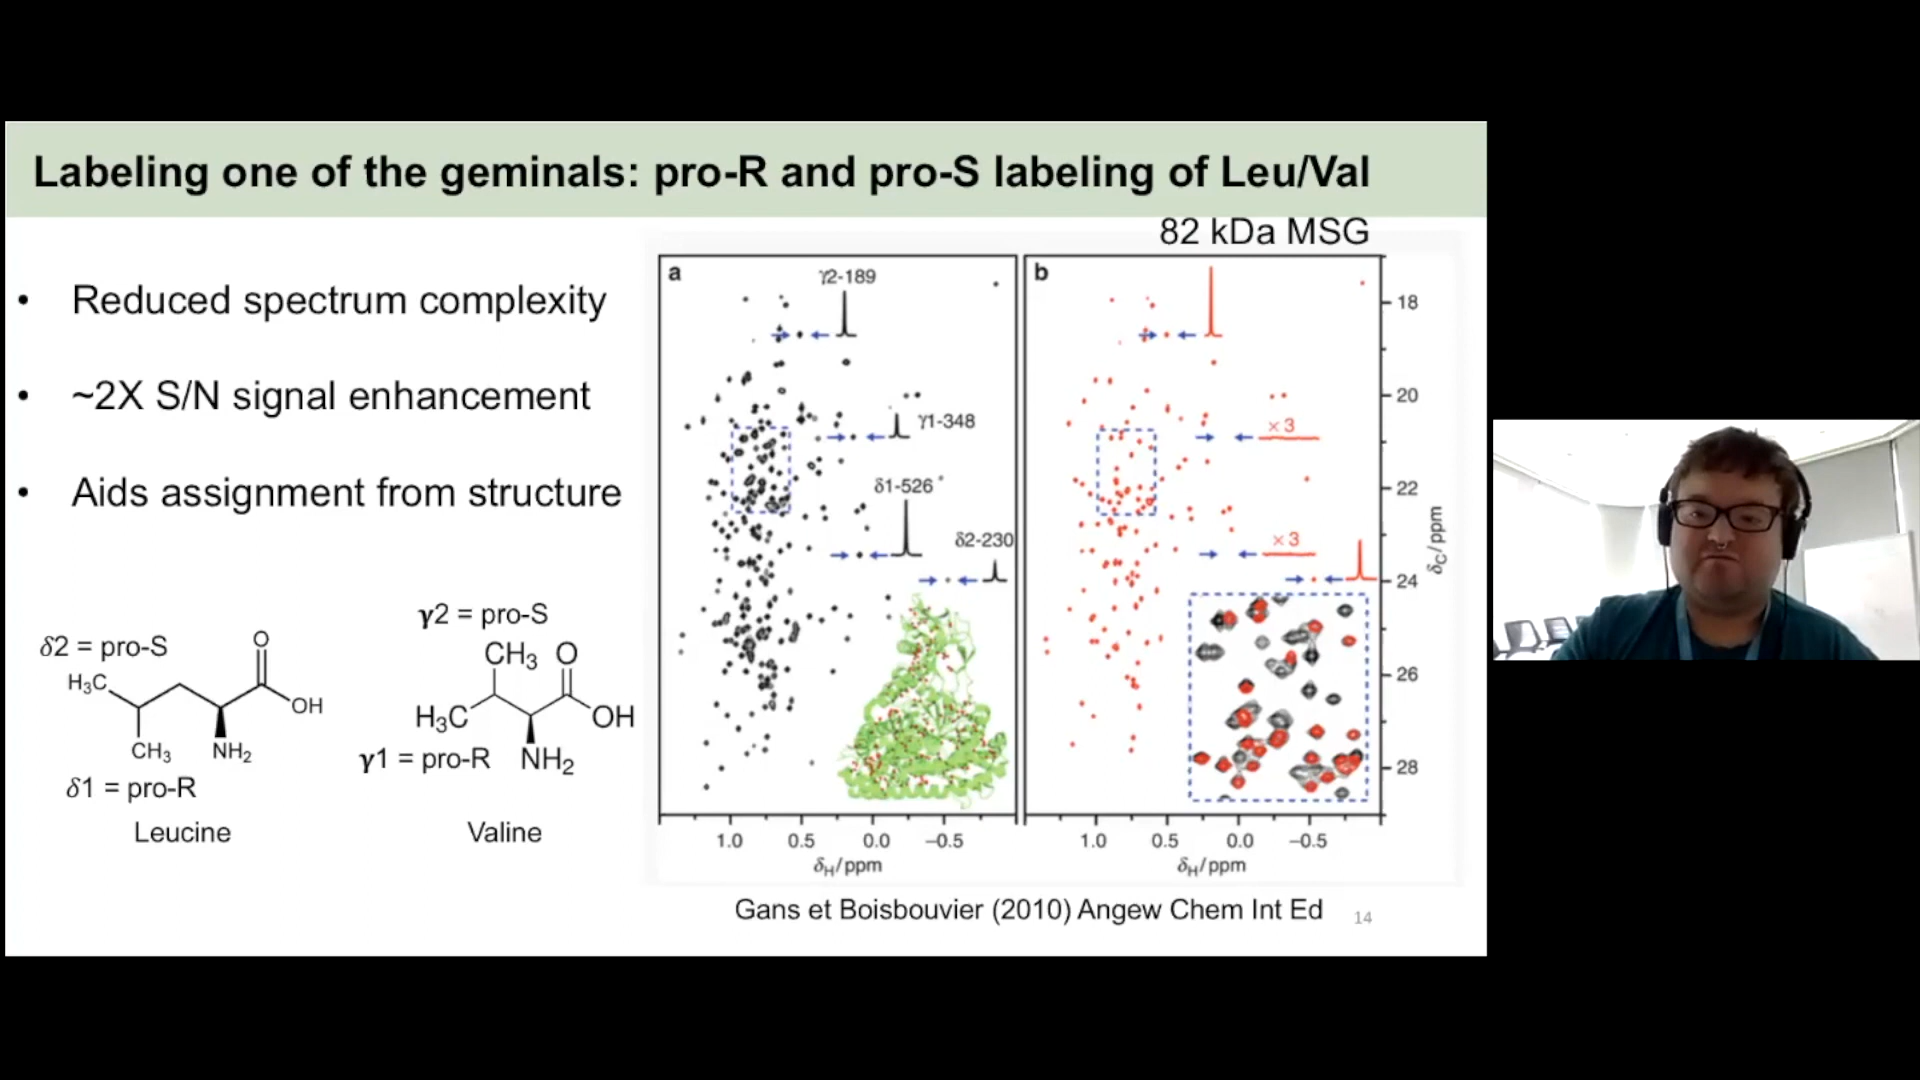 Labeling one of the geminals: pro-R and pro-S labeling of Leu/Val
82 kDa MSG
• Reduced spectrum complexity
• ~2X S/N signal enhancement
• Aids assignment from structure
δ2 = pro-S
H₃C
O
OH
CH₃
NH₂
δ1 = pro-R
Leucine
γ2 = pro-S
CH₃
O
H₃C
OH
γ1 = pro-R
NH₂
Valine
a
γ2-189
γ1-348
δ1-526
δ2-230
1.0 0.5 0.0 −0.5
δH/ppm
b
×3
×3
18
20
22
24
26
28
δC/ppm
1.0 0.5 0.0 −0.5
δH/ppm
Gans et Boisbouvier (2010) Angew Chem Int Ed
14